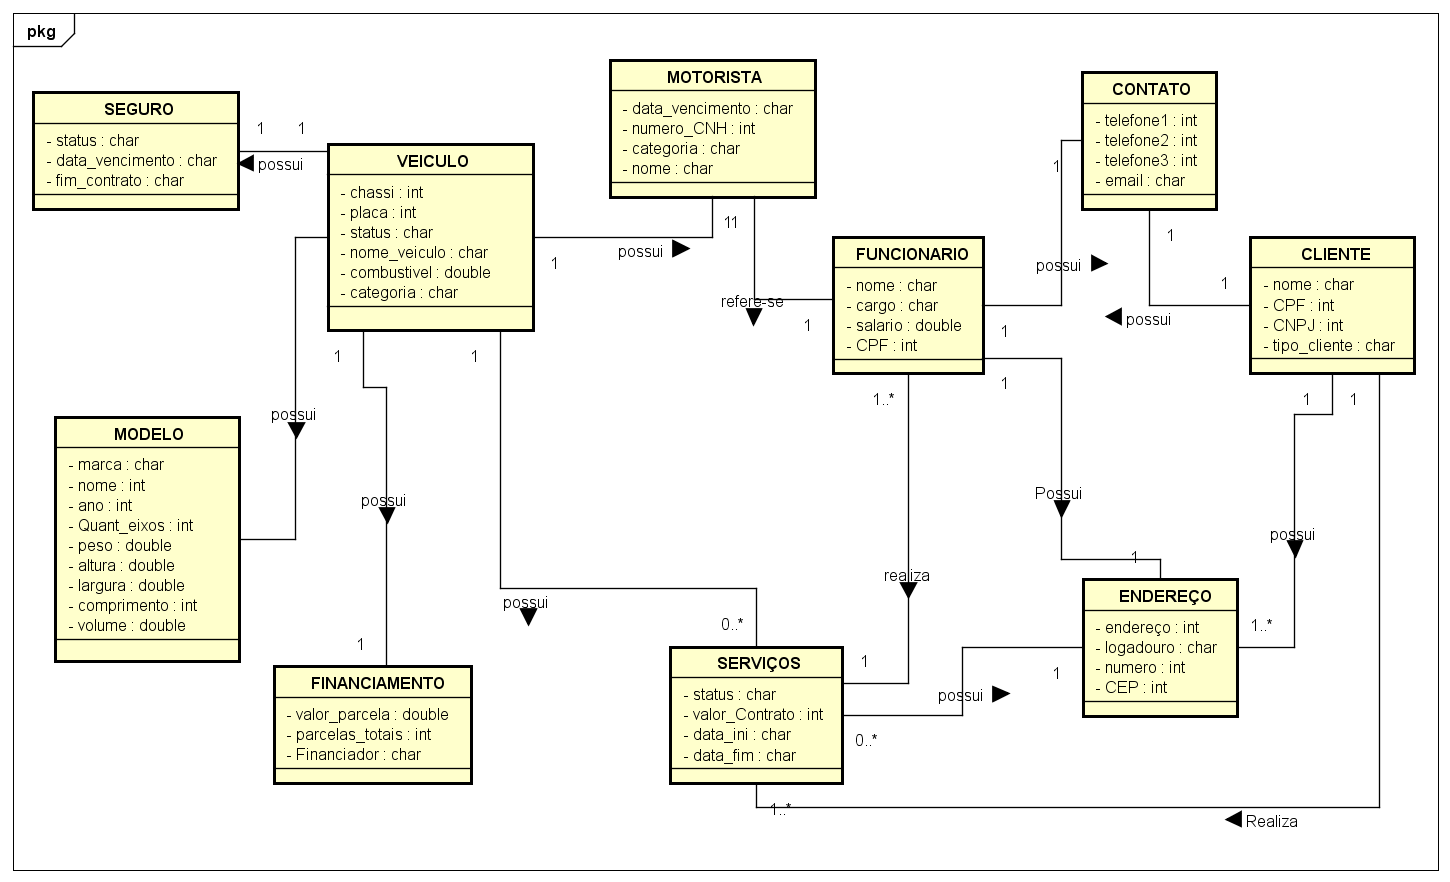 pkg
SEGURO
- status : char
- data_vencimento : char
- fim_contrato : char
1
1
possui
VEICULO
- chassi : int
- placa : int
- status : char
- nome_veiculo : char
- combustivel : double
- categoria : char
MOTORISTA
- data_vencimento : char
- numero_CNH : int
- categoria : char
- nome : char
11
possui
1
refere-se
1
FUNCIONARIO
- nome : char
- cargo : char
- salario : double
- CPF : int
CONTATO
- telefone1 : int
- telefone2 : int
- telefone3 : int
- email : char
1
1
possui
1
1
possui
CLIENTE
- nome : char
- CPF : int
- CNPJ : int
- tipo_cliente : char
1
1
1
1..*
1
1
possui
MODELO
- marca : char
- nome : int
- ano : int
- Quant_eixos : int
- peso : double
- altura : double
- largura : double
- comprimento : int
- volume : double
possui
1
FINANCIAMENTO
- valor_parcela : double
- parcelas_totais : int
- Financiador : char
possui
0..*
realiza
1
Possui
1
possui
1..*
ENDEREÇO
- endereço : int
- logadouro : char
- numero : int
- CEP : int
1
possui
0..*
SERVIÇOS
- status : char
- valor_Contrato : int
- data_ini : char
- data_fim : char
1..*
Realiza